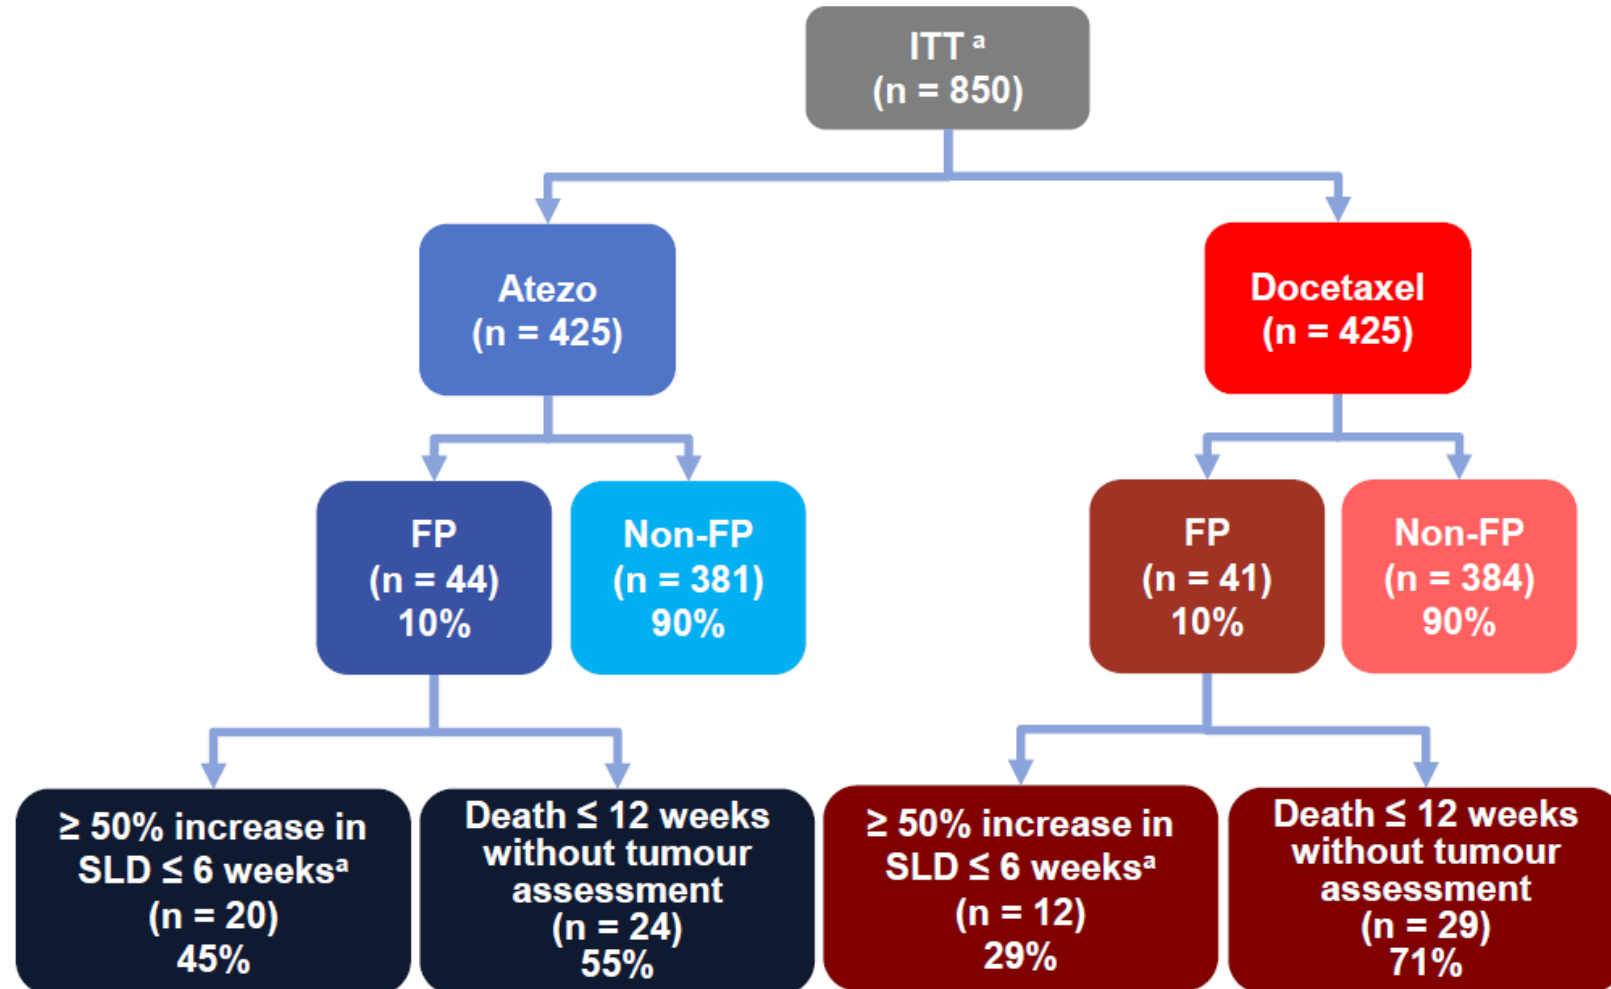 ITT ᵃ
(n = 850)
Atezo
(n = 425)
Docetaxel
(n = 425)
FP
(n = 44)
10%
Non-FP
(n = 381)
90%
FP
(n = 41)
10%
Non-FP
(n = 384)
90%
≥ 50% increase in
SLD ≤ 6 weeksᵃ
(n = 20)
45%
Death ≤ 12 weeks
without tumour
assessment
(n = 24)
55%
≥ 50% increase in
SLD ≤ 6 weeksᵃ
(n = 12)
29%
Death ≤ 12 weeks
without tumour
assessment
(n = 29)
71%